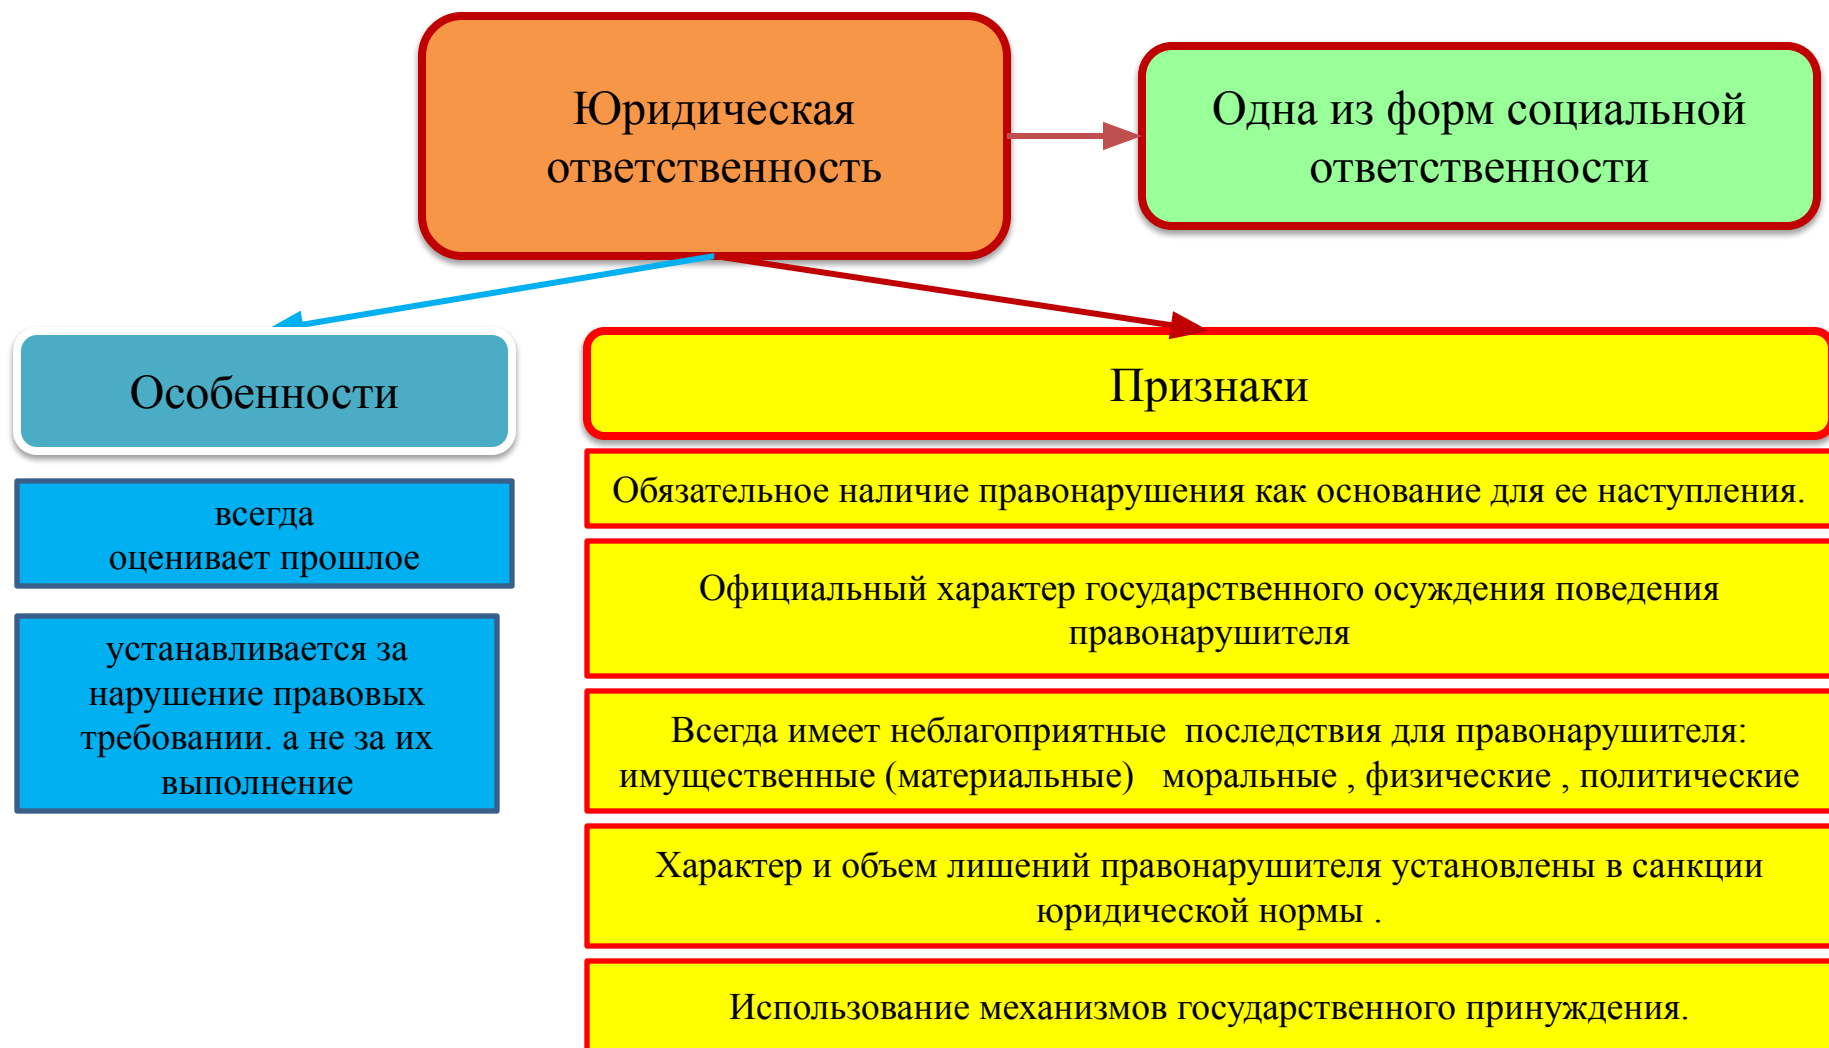 Юридическая
ответственность
Одна из форм социальной
ответственности
Особенности
всегда
оценивает прошлое
устанавливается за
нарушение правовых
требовании. а не за их
выполнение
Признаки
Обязательное наличие правонарушения как основание для ее наступления.
Официальный характер государственного осуждения поведения
правонарушителя
Всегда имеет неблагоприятные  последствия для правонарушителя:
имущественные (материальные)   моральные , физические , политические
Характер и объем лишений правонарушителя установлены в санкции
юридической нормы .
Использование механизмов государственного принуждения.